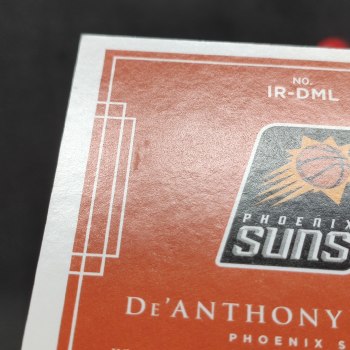 NO.
IR-DML
PHOENIX
SUNS
DE'ANTHONY
PHOENIX S